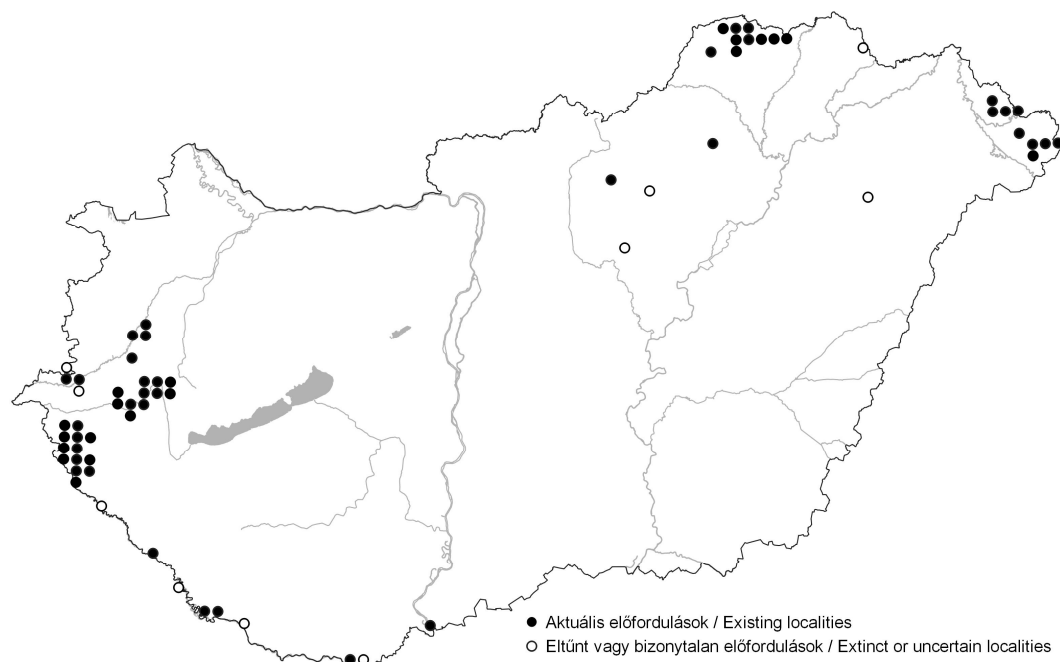 Aktuális előfordulások / Existing localities
Eltűnt vagy bizonytalan előfordulások / Extinct or uncertain localities